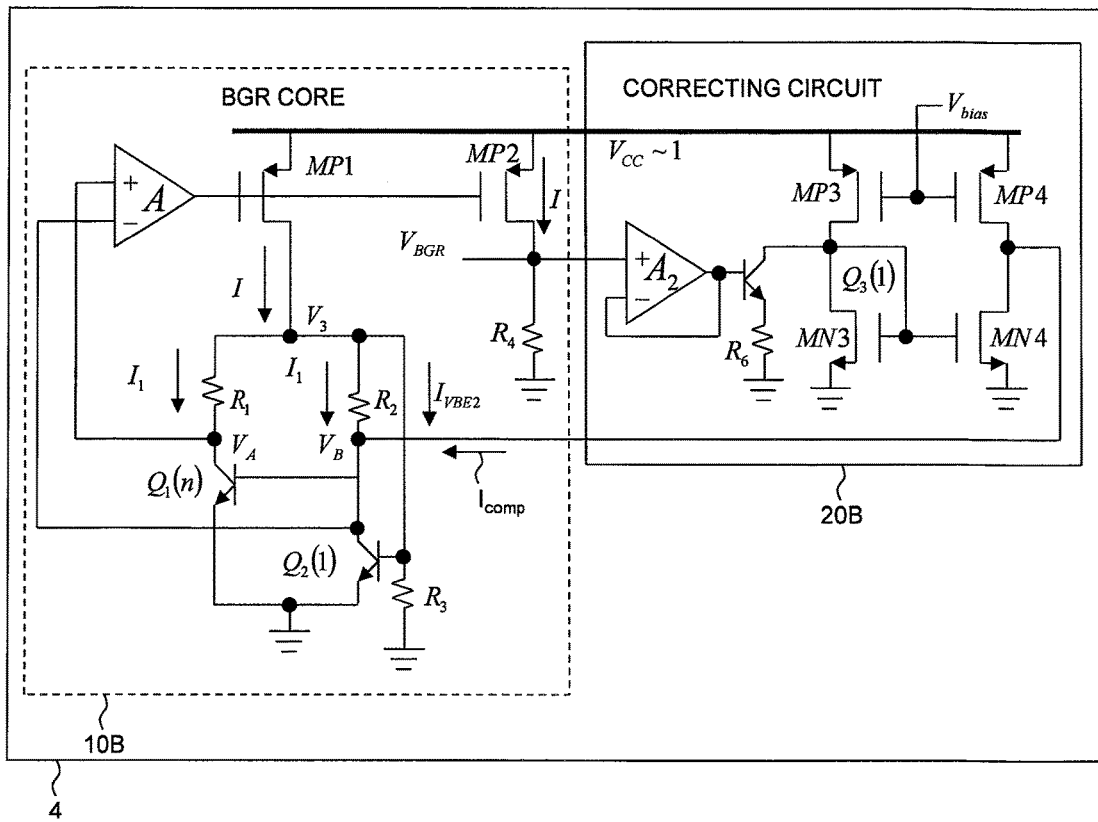 BGR CORE
CORRECTING CIRCUIT
V_bias
V_CC ~ 1
MP1
MP2
MP3
MP4
A
+
−
I
V_BGR
A_2
+
−
Q_3(1)
I
V_3
R_4
R_6
MN3
MN4
I_1
R_1
I_1
R_2
I_VBE2
V_A
V_B
I_comp
Q_1(n)
20B
Q_2(1)
R_3
10B
4